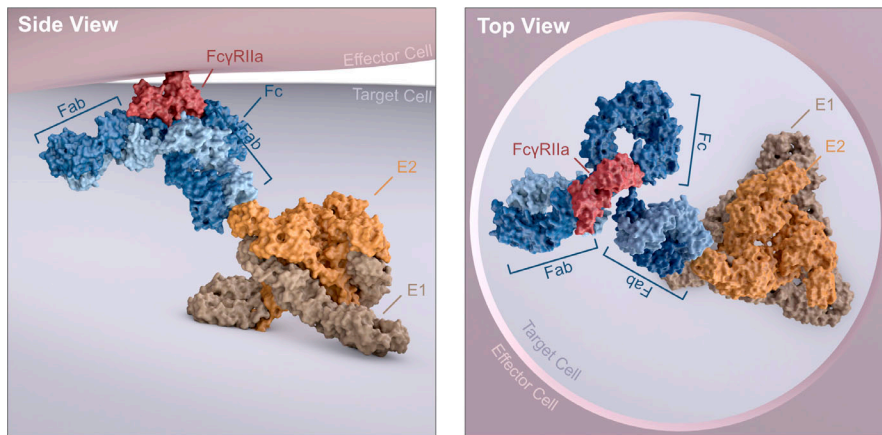 Side View
Effector Cell
FcγRIIa
Target Cell
Fab
Fc
Fab
E2
E1
Top View
E1
E2
Fc
FcγRIIa
Fab
Fab
Target Cell
Effector Cell